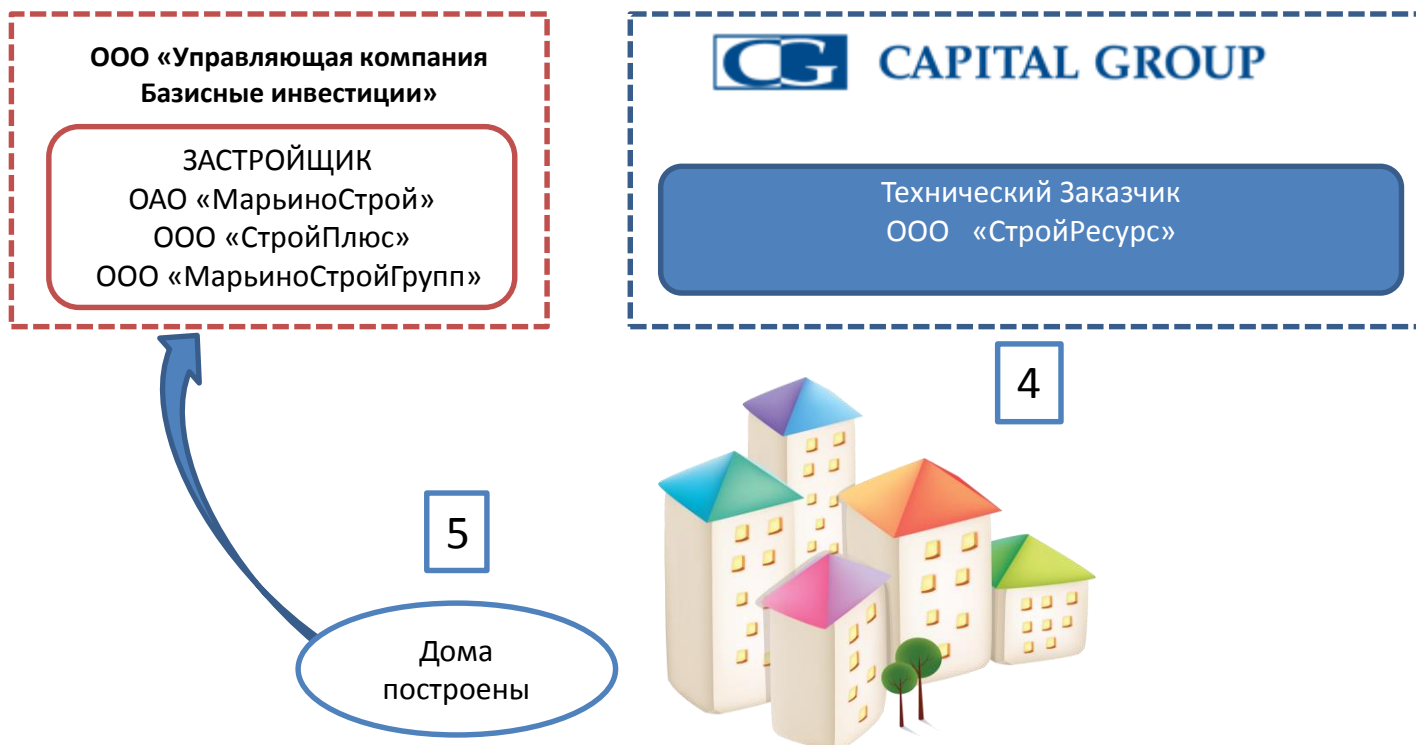 ООО «Управляющая компания
Базисные инвестиции»
ЗАСТРОЙЩИК
ОАО «МарьиноСтрой»
ООО «СтройПлюс»
ООО «МарьиноСтройГрупп»
CG CAPITAL GROUP
Технический Заказчик
ООО «СтройРесурс»
4
5
Дома
построены